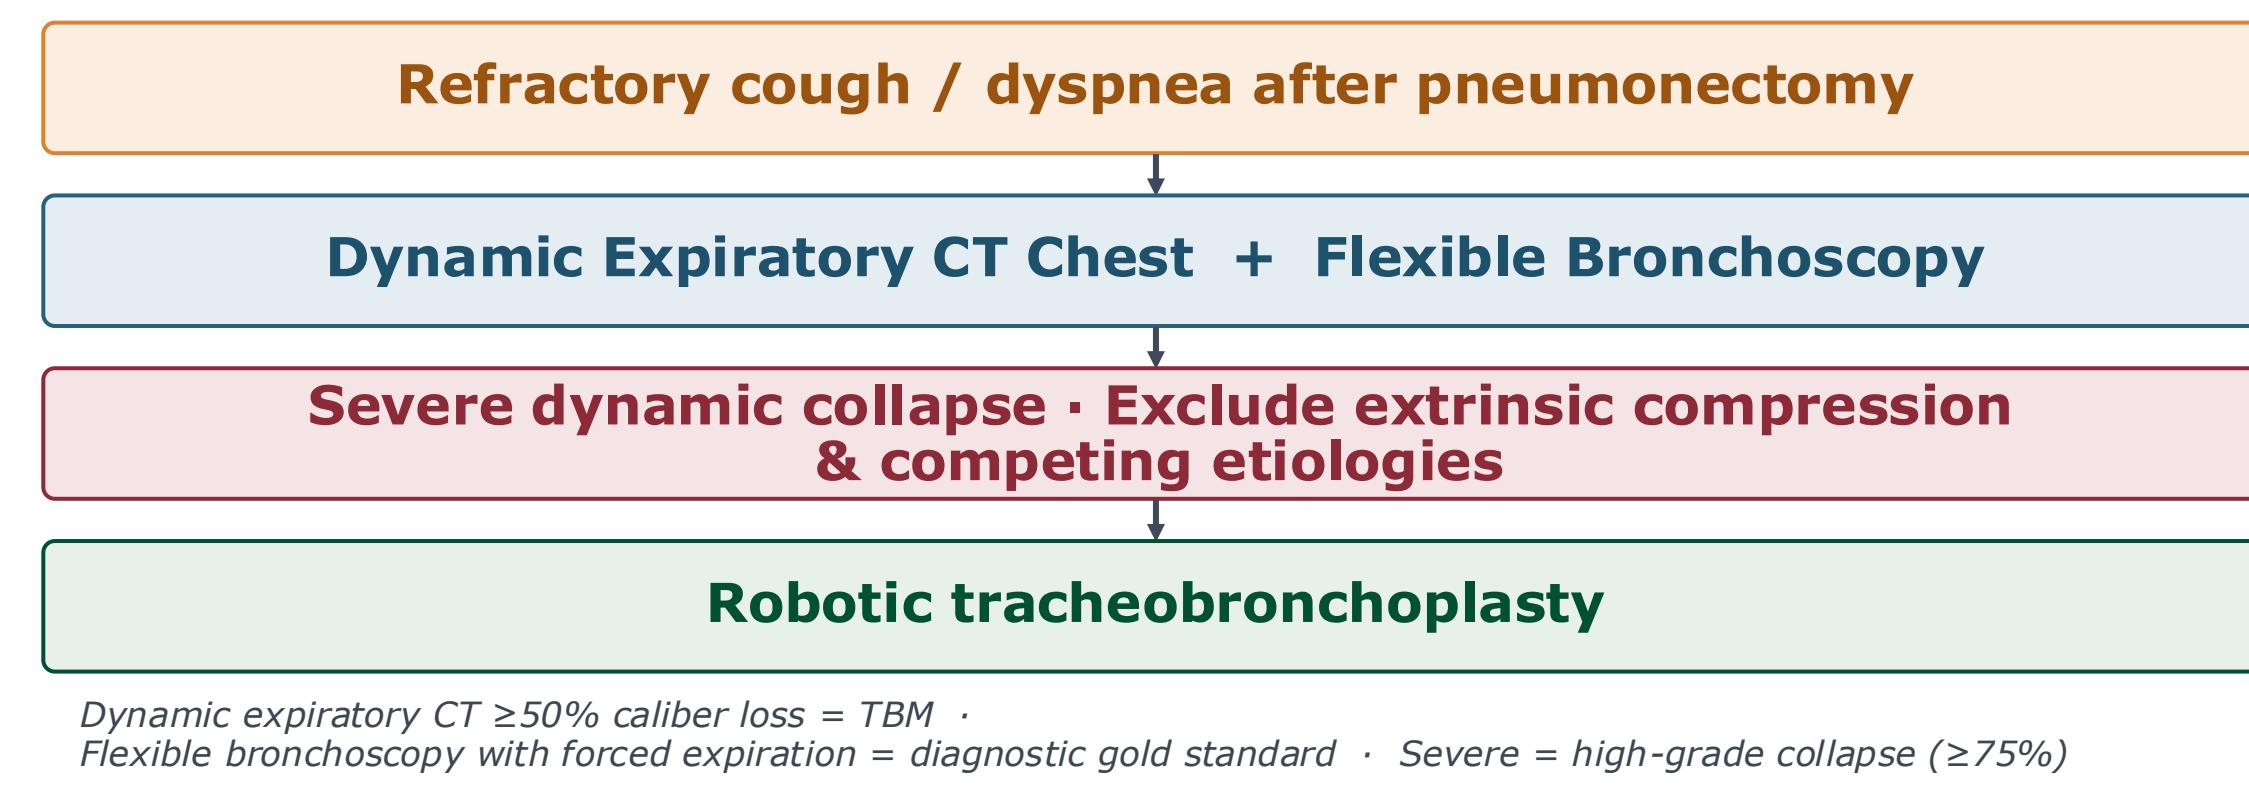 Refractory cough / dyspnea after pneumonectomy
Dynamic Expiratory CT Chest + Flexible Bronchoscopy
Severe dynamic collapse · Exclude extrinsic compression
& competing etiologies
Robotic tracheobronchoplasty
Dynamic expiratory CT ≥50% caliber loss = TBM ·
Flexible bronchoscopy with forced expiration = diagnostic gold standard · Severe = high-grade collapse (≥75%)